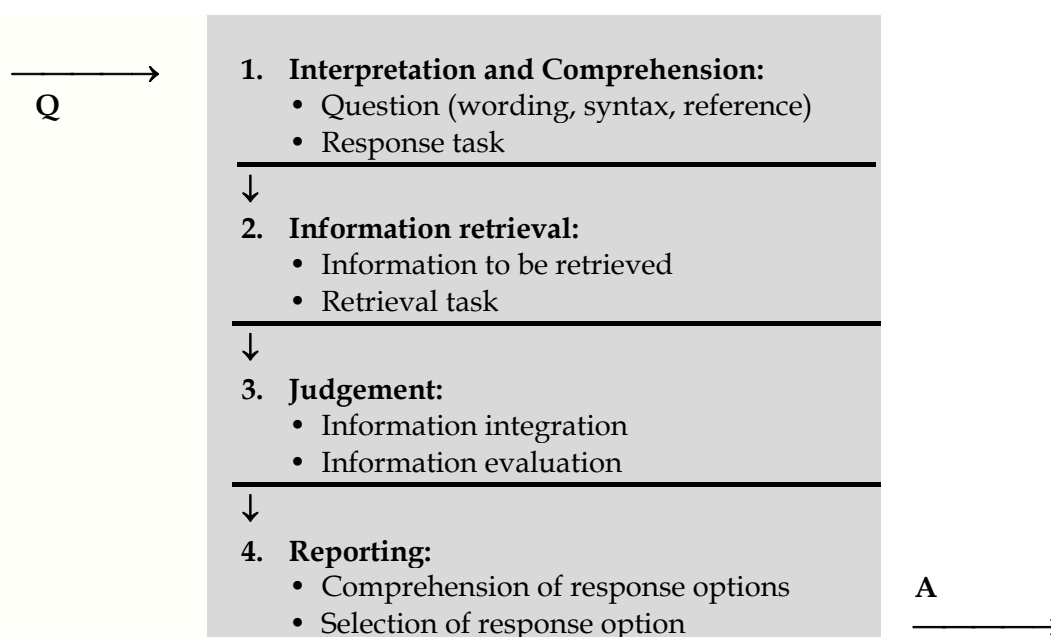 1. Interpretation and Comprehension:
Q
• Question (wording, syntax, reference)
• Response task
↓
2. Information retrieval:
• Information to be retrieved
• Retrieval task
↓
3. Judgement:
• Information integration
• Information evaluation
↓
4. Reporting:
• Comprehension of response options
A
• Selection of response option